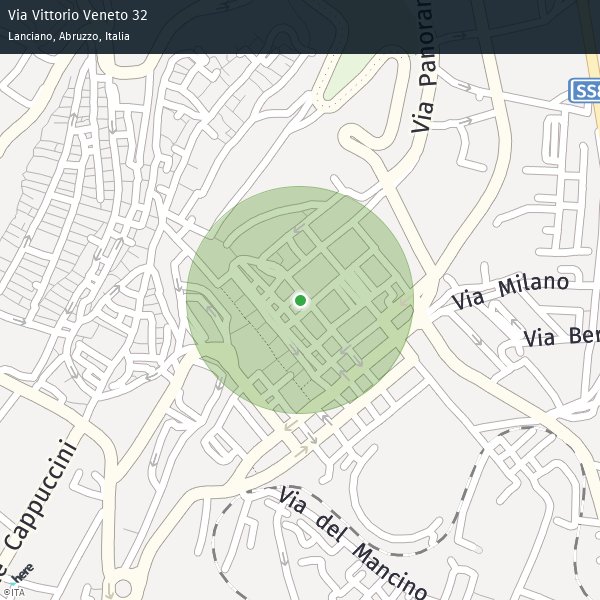 Via Vittorio Veneto 32
Lanciano, Abruzzo, Italia
Via Panoram
SS8
Via Milano
Via Ber
Via del Mancino
e Cappuccini
here
©ITA